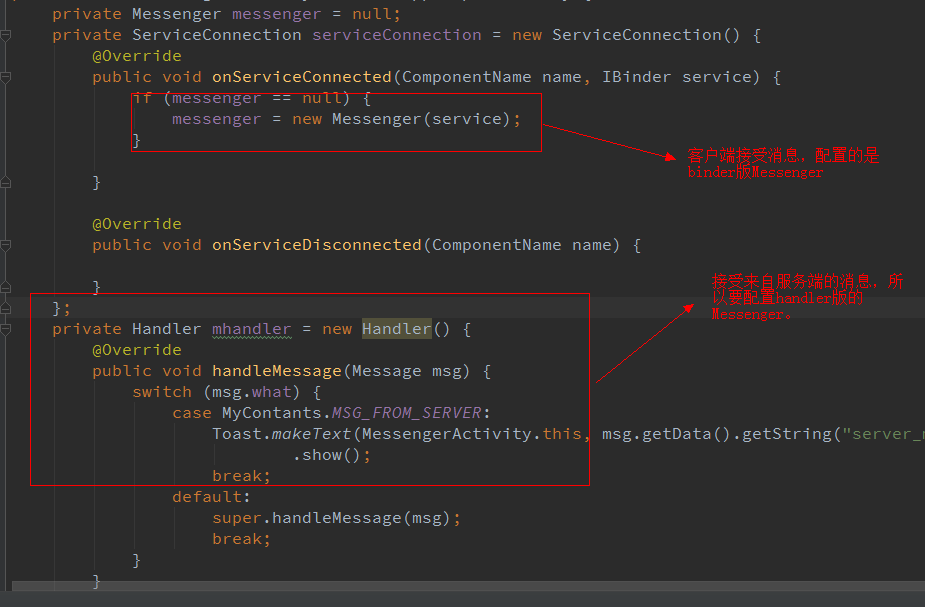 private Messenger messenger = null;
private ServiceConnection serviceConnection = new ServiceConnection() {
@Override
public void onServiceConnected(ComponentName name, IBinder service) {
if (messenger == null) {
messenger = new Messenger(service);
}
客户端接受消息，配置的是
binder版Messenger
}
@Override
public void onServiceDisconnected(ComponentName name) {
}
接受来自服务端的消息，所
以要配置handler版的
Messenger。
};
private Handler mhandler = new Handler() {
@Override
public void handleMessage(Message msg) {
switch (msg.what) {
case MyContants.MSG_FROM_SERVER:
Toast.makeText(MessengerActivity.this, msg.getData().getString("server_
.show();
break;
default:
super.handleMessage(msg);
break;
}
}